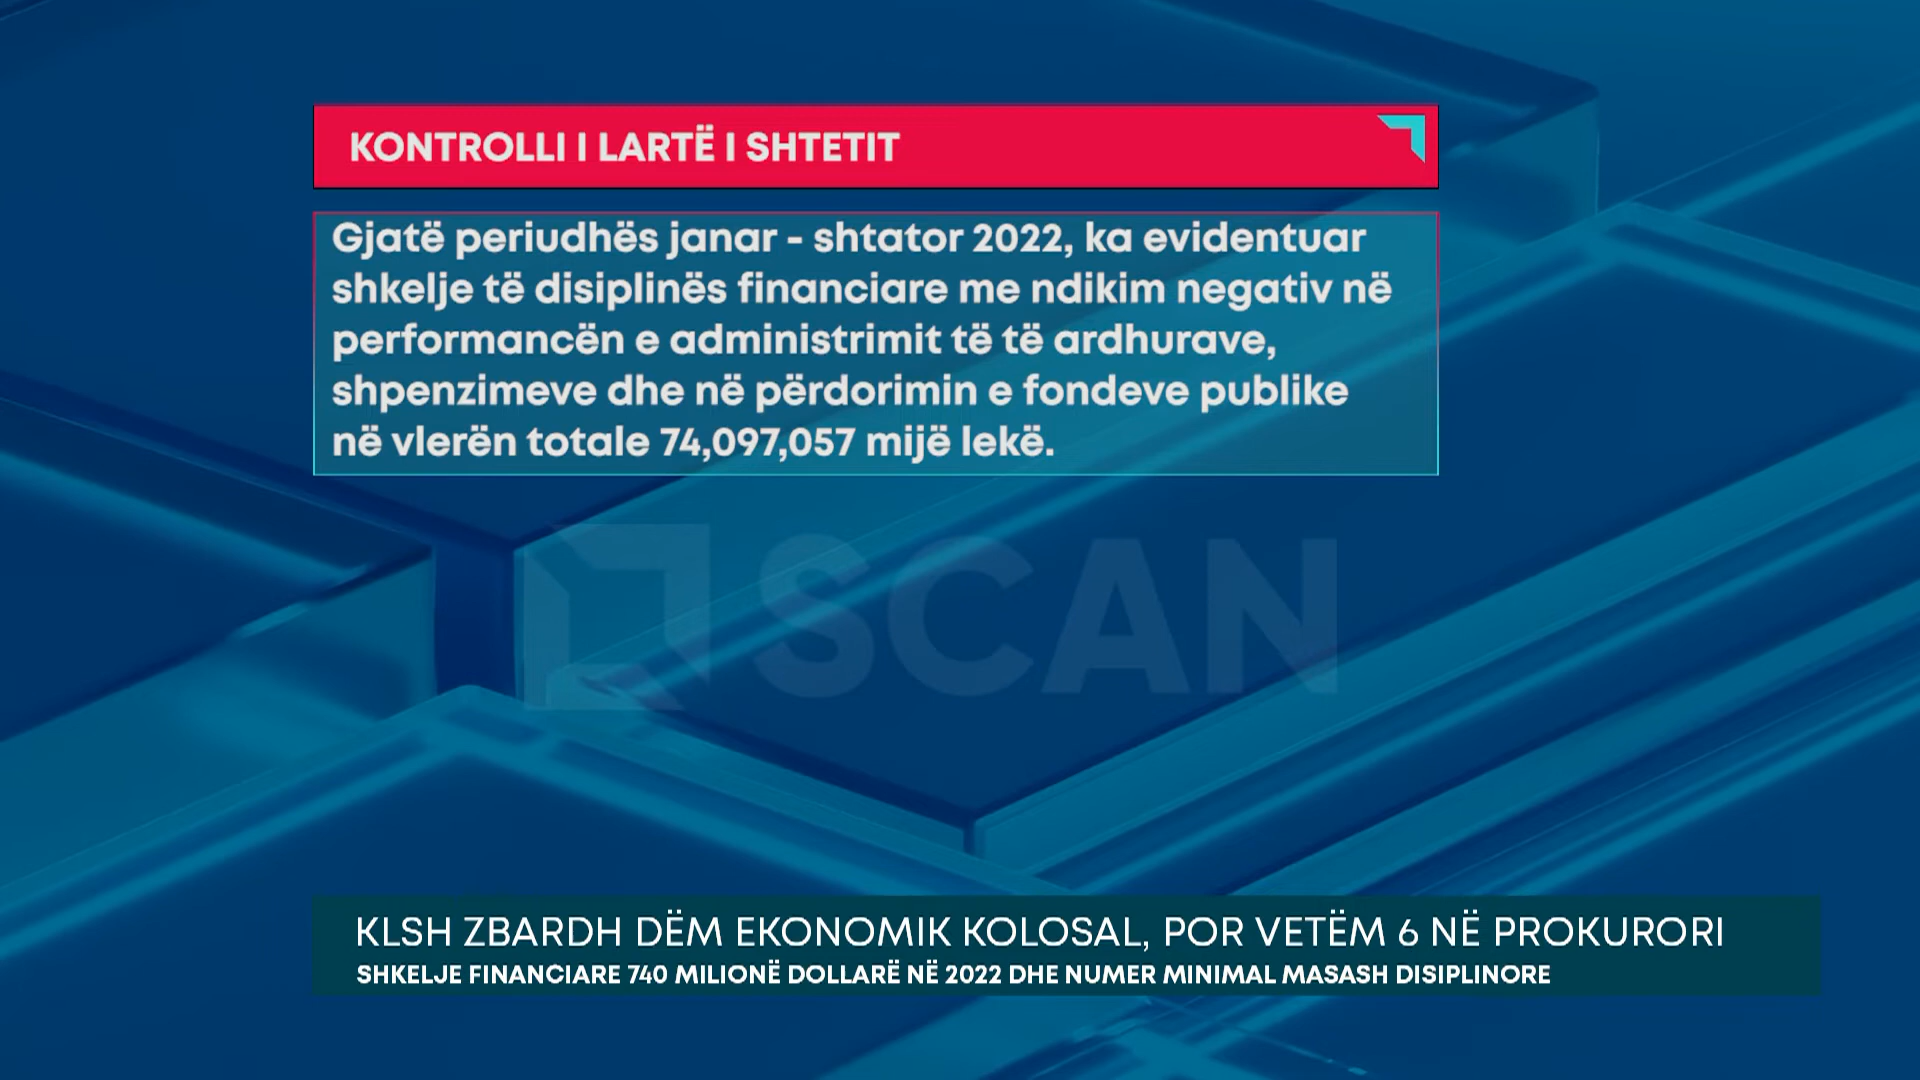 KONTROLLI I LARTË I SHTETIT
Gjatë periudhës janar - shtator 2022, ka evidentuar
shkelje të disiplinës financiare me ndikim negativ në
performancën e administrimit të të ardhurave,
shpenzimeve dhe në përdorimin e fondeve publike
në vlerën totale 74,097,057 mijë lekë.
SCAN
KLSH ZBARDH DËM EKONOMIK KOLOSAL, POR VETËM 6 NË PROKURORI
SHKELJE FINANCIARE 740 MILIONË DOLLARË NË 2022 DHE NUMER MINIMAL MASASH DISIPLINORE